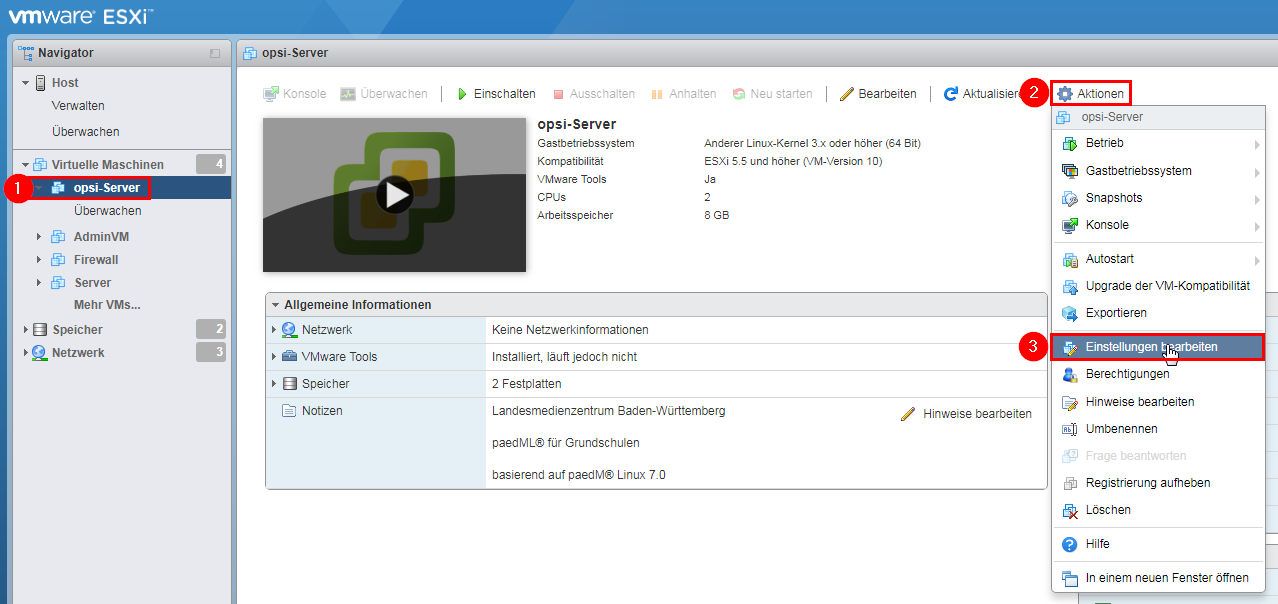 vmware ESXi™
Navigator
Host
Verwalten
Überwachen
Virtuelle Maschinen 4
1 opsi-Server
Überwachen
AdminVM
Firewall
Server
Mehr VMs...
Speicher 2
Netzwerk 3
opsi-Server
Konsole Überwachen Einschalten Ausschalten Anhalten Neu starten Bearbeiten 2 Aktionen
opsi-Server
Gastbetriebssystem Anderer Linux-Kernel 3.x oder höher (64 Bit)
Kompatibilität ESXi 5.5 und höher (VM-Version 10)
VMware Tools Ja
CPUs 2
Arbeitsspeicher 8 GB
Allgemeine Informationen
Netzwerk Keine Netzwerkinformationen
VMware Tools Installiert, läuft jedoch nicht
Speicher 2 Festplatten
Notizen Landesmedienzentrum Baden-Württemberg
Hinweise bearbeiten
paedML® für Grundschulen
basierend auf paedM® Linux 7.0
opsi-Server
Betrieb
Gastbetriebssystem
Snapshots
Konsole
Autostart
Upgrade der VM-Kompatibilität
Exportieren
3 Einstellungen bearbeiten
Berechtigungen
Hinweise bearbeiten
Umbenennen
Frage beantworten
Registrierung aufheben
Löschen
Hilfe
In einem neuen Fenster öffnen